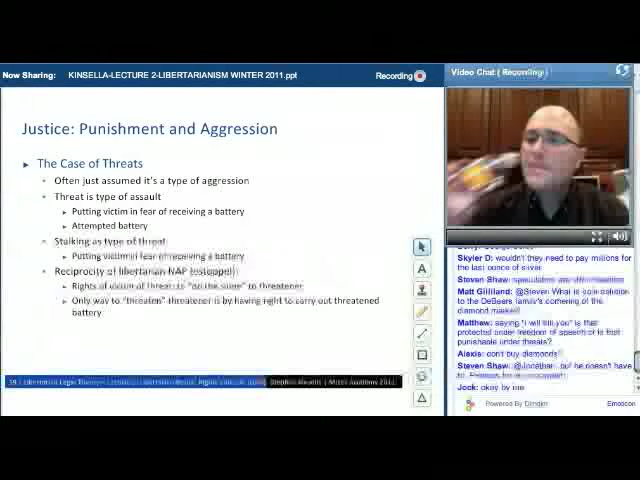 Now Sharing: KINSELLA-LECTURE 2-LIBERTARIANISM WINTER 2011.ppt
Recording
Video Chat ( Recording )
Justice: Punishment and Aggression
The Case of Threats
Often just assumed it's a type of aggression
Threat is type of assault
Putting victim in fear of receiving a battery
Attempted battery
Stalking as type of threat
Putting victim in fear of receiving a battery
Reciprocity of libertarian NAP
Rights of victim of threat: to "do the same" to threatener
Only way to "threaten" threatener is by having right to carry out threatened
battery
Skyler D: wouldn't they need to pay millions for
the last ounce of silver
Steven Shaw:
Matt Gilliland: @Steven What is your solution
to the DeBeers family's cornering of the
diamond market?
Matthew: saying "I will kill you" is that
protected under freedom of speech or is that
punishable under threats?
Alexis: don't buy diamonds
Steven Shaw: @Jonathan, but he doesn't have
to.
Jock: okay by me
Powered By Dimdim
Emoticon